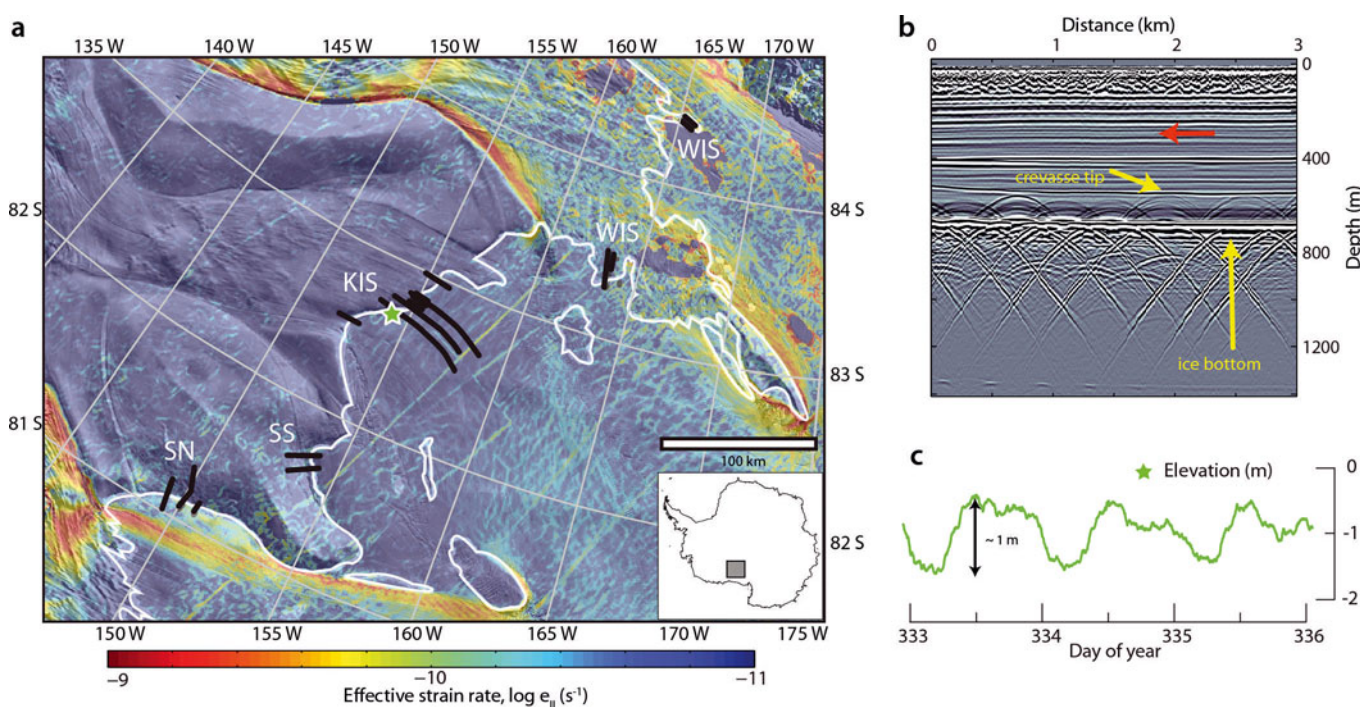 a
135 W 140 W 145 W 150 W 155 W 160 W 165 W 170 W
82 S
81 S
84 S
83 S
82 S
WIS
WIS
KIS
SS
SN
100 km
150 W 155 W 160 W 165 W 170 W 175 W
−9 −10 −11
Effective strain rate, log e_II (s⁻¹)
b
Distance (km)
0 1 2 3
0
400
800
1200
Depth (m)
crevasse tip
ice bottom
c
Elevation (m)
~ 1 m
0
-1
-2
333 334 335 336
Day of year